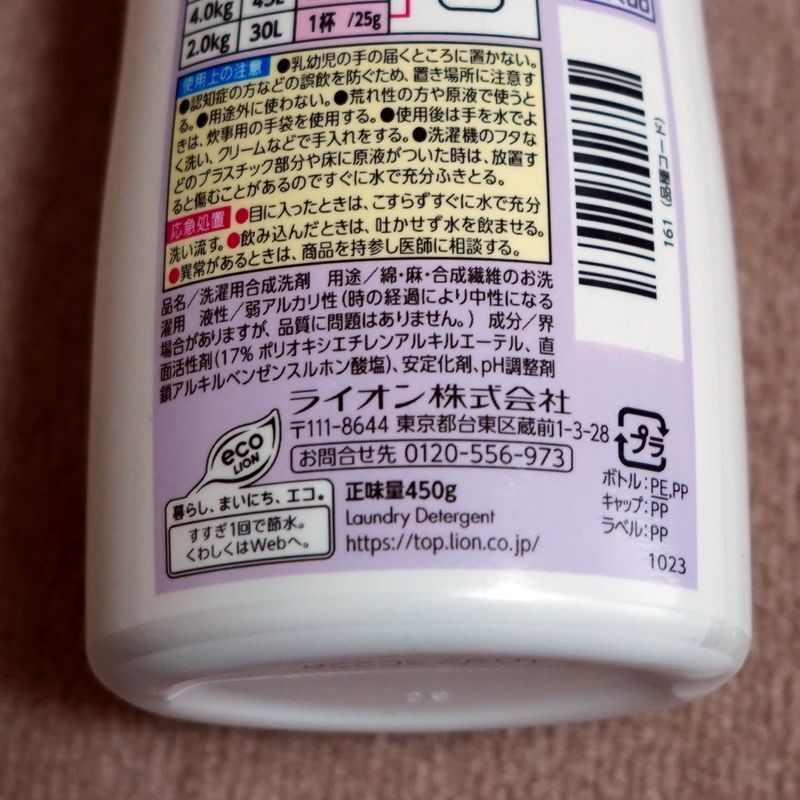 4.0kg 45L
2.0kg 30L 1杯/25g
使用上の注意 ●乳幼児の手の届くところに置かない。
●認知症の方などの誤飲を防ぐため、置き場所に注意す
る。●用途外に使わない。●荒れ性の方や原液で使うと
きは、炊事用の手袋を使用する。●使用後は手を水でよ
く洗い、クリームなどで手入れをする。●洗濯機のフタな
どのプラスチック部分や床に原液がついた時は、放置す
ると傷むことがあるのですぐに水で充分ふきとる。
応急処置 ●目に入ったときは、こすらずすぐに水で充分
洗い流す。●飲み込んだときは、吐かせず水を飲ませる。
●異常があるときは、商品を持参し医師に相談する。
品名/洗濯用合成洗剤 用途/綿・麻・合成繊維のお洗
濯用 液性/弱アルカリ性(時の経過により中性になる
場合がありますが、品質に問題はありません。) 成分/界
面活性剤(17% ポリオキシエチレンアルキルエーテル、直
鎖アルキルベンゼンスルホン酸塩)、安定化剤、pH調整剤
ライオン株式会社
〒111-8644 東京都台東区蔵前1-3-28
お問合せ先 0120-556-973
eco
LION
暮らし、まいにち、エコ。
すすぎ1回で節水。
くわしくはWebへ。
正味量450g
Laundry Detergent
https://top.lion.co.jp/
プラ
ボトル:PE,PP
キャップ:PP
ラベル:PP
1023
161